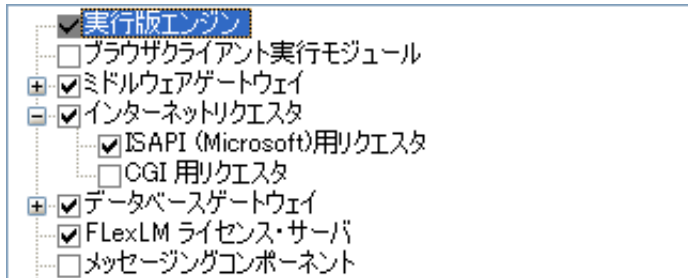 実行版エンジン
ブラウザクライアント実行モジュール
ミドルウェアゲートウェイ
インターネットリクエスタ
ISAPI (Microsoft)用リクエスタ
CGI 用リクエスタ
データベースゲートウェイ
FLexLM ライセンス・サーバ
メッセージングコンポーネント